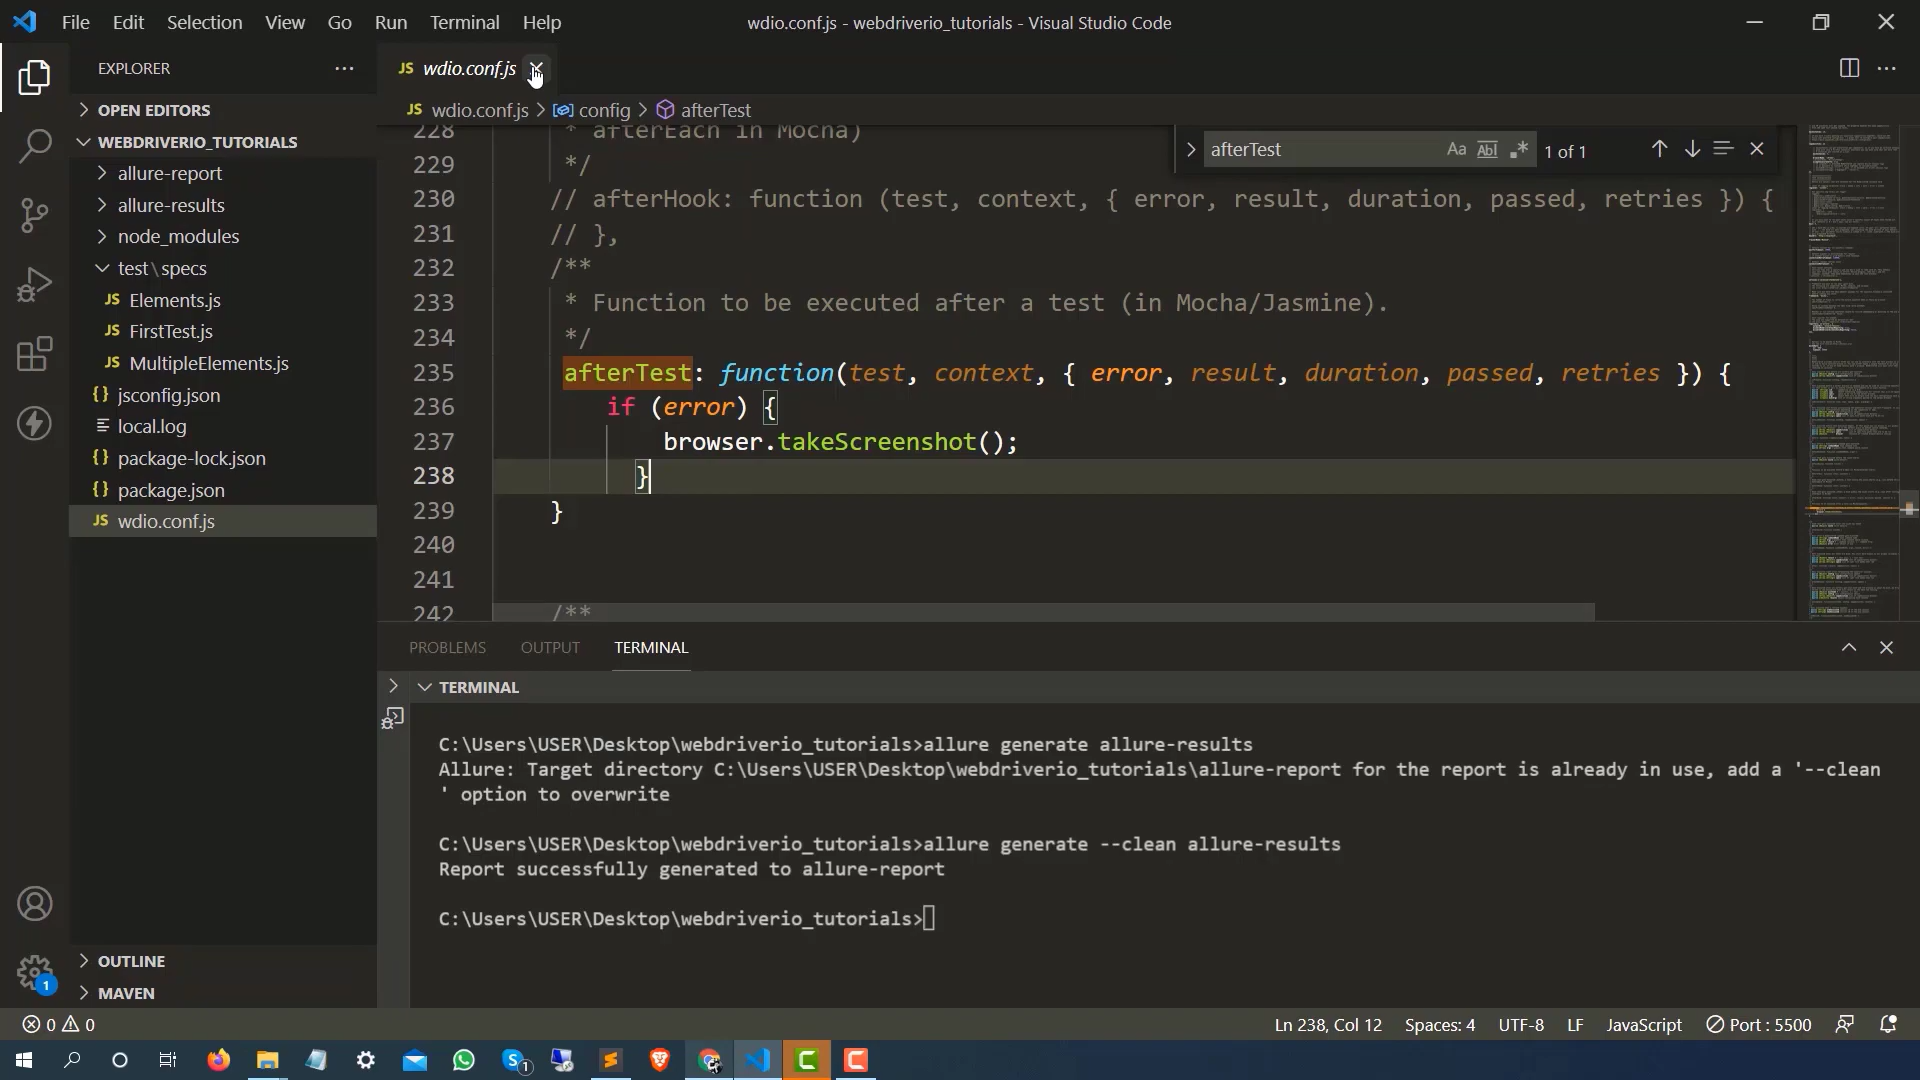 File Edit Selection View Go Run Terminal Help
wdio.conf.js - webdriverio_tutorials - Visual Studio Code
EXPLORER
OPEN EDITORS
WEBDRIVERIO_TUTORIALS
allure-report
allure-results
node_modules
test\specs
JS Elements.js
JS FirstTest.js
JS MultipleElements.js
{} jsconfig.json
local.log
{} package-lock.json
{} package.json
JS wdio.conf.js
OUTLINE
MAVEN
JS wdio.conf.js
JS wdio.conf.js > config > afterTest
afterTest Aa Abl .* 1 of 1
228 * afterEach in Mocha)
229 */
230 // afterHook: function (test, context, { error, result, duration, passed, retries }) {
231 // },
232 /**
233 * Function to be executed after a test (in Mocha/Jasmine).
234 */
235 afterTest: function(test, context, { error, result, duration, passed, retries }) {
236 if (error) {
237 browser.takeScreenshot();
238 }
239 }
240
241
242 /**
PROBLEMS OUTPUT TERMINAL
TERMINAL
C:\Users\USER\Desktop\webdriverio_tutorials>allure generate allure-results
Allure: Target directory C:\Users\USER\Desktop\webdriverio_tutorials\allure-report for the report is already in use, add a '--clean
' option to overwrite
C:\Users\USER\Desktop\webdriverio_tutorials>allure generate --clean allure-results
Report successfully generated to allure-report
C:\Users\USER\Desktop\webdriverio_tutorials>
1
0 0 Ln 238, Col 12 Spaces: 4 UTF-8 LF JavaScript Port : 5500
S 1